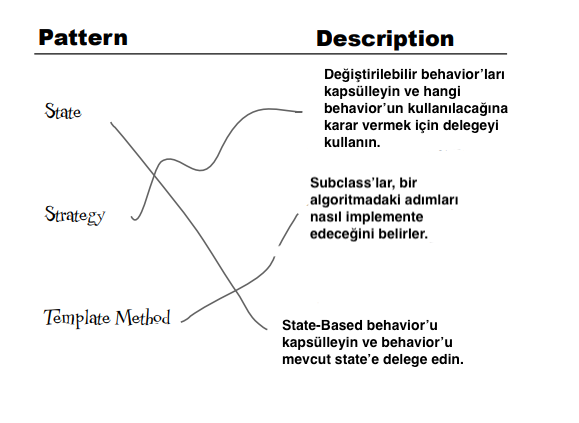 Pattern
Description
State
Değiştirilebilir behavior’ları
kapsülleyin ve hangi
behavior’un kullanılacağına
karar vermek için delegeyi
kullanın.
Strategy
Subclass’lar, bir
algoritmadaki adımları
nasıl implemente
edeceğini belirler.
Template Method
State-Based behavior’u
kapsülleyin ve behavior’u
mevcut state’e delege edin.